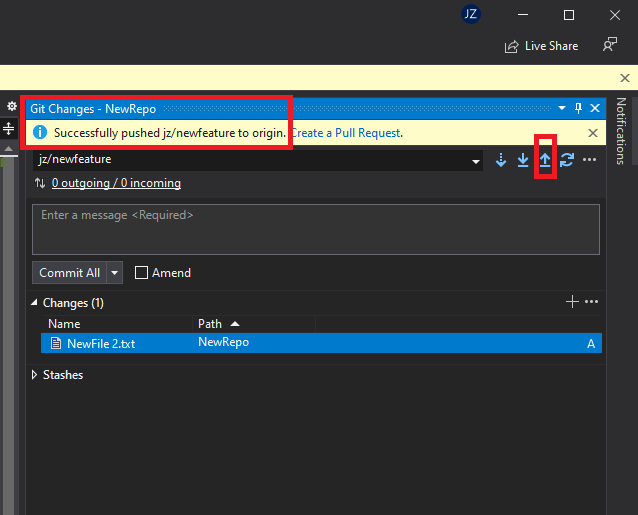 JZ
Live Share
Git Changes - NewRepo
Successfully pushed jz/newfeature to origin. Create a Pull Request.
jz/newfeature
0 outgoing / 0 incoming
Enter a message <Required>
Commit All
Amend
Changes (1)
Name Path
NewFile 2.txt NewRepo A
Stashes
Notifications